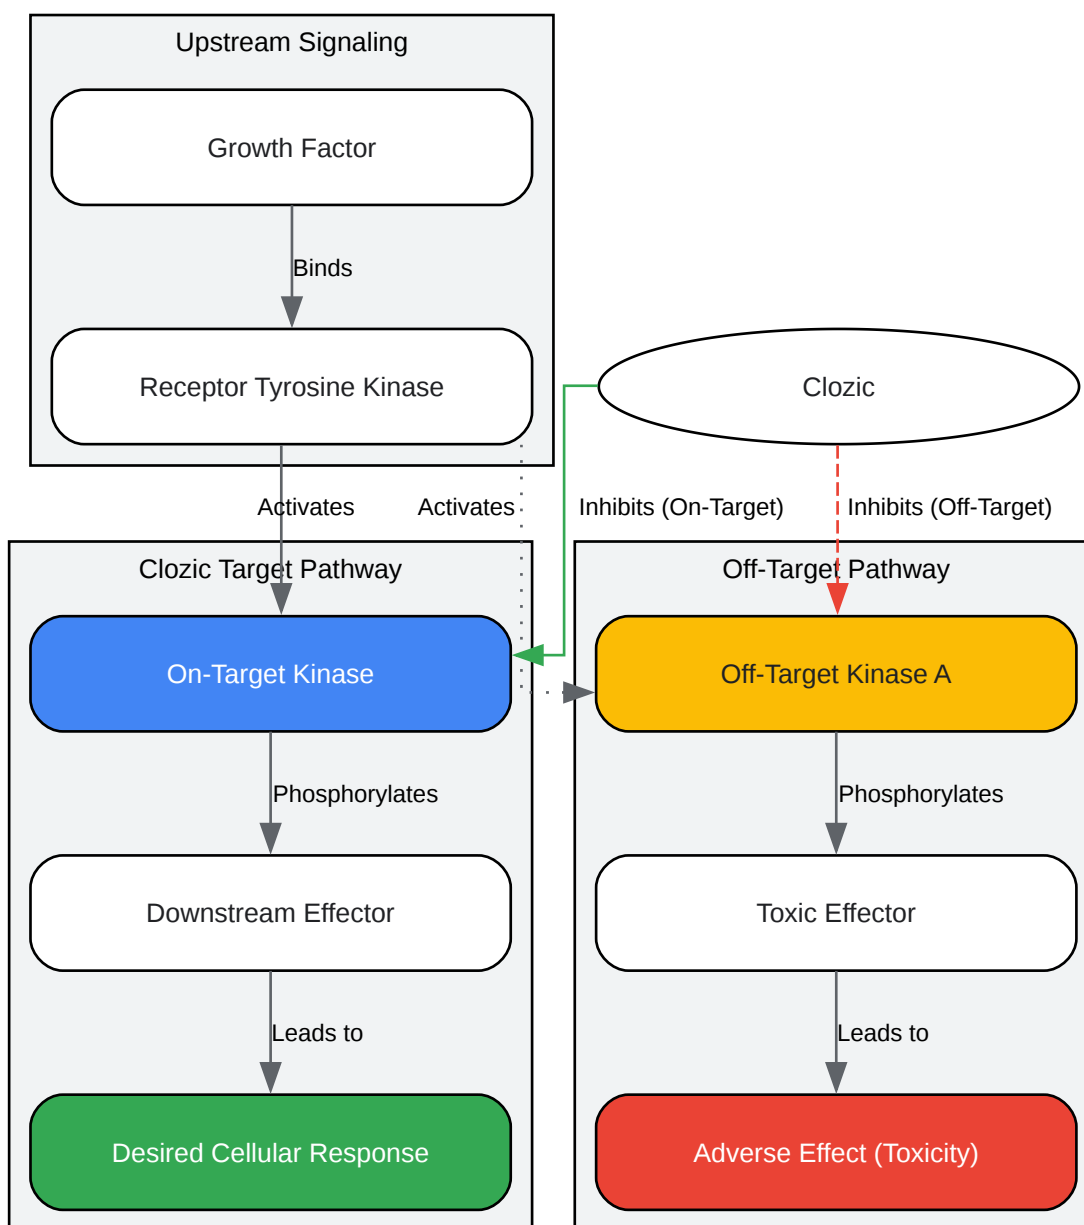 Upstream Signaling
Growth Factor
Binds
Receptor Tyrosine Kinase
Clozic
Activates
Activates
Inhibits (On-Target)
Inhibits (Off-Target)
Clozic Target Pathway
Off-Target Pathway
On-Target Kinase
Off-Target Kinase A
Phosphorylates
Phosphorylates
Downstream Effector
Toxic Effector
Leads to
Leads to
Desired Cellular Response
Adverse Effect (Toxicity)